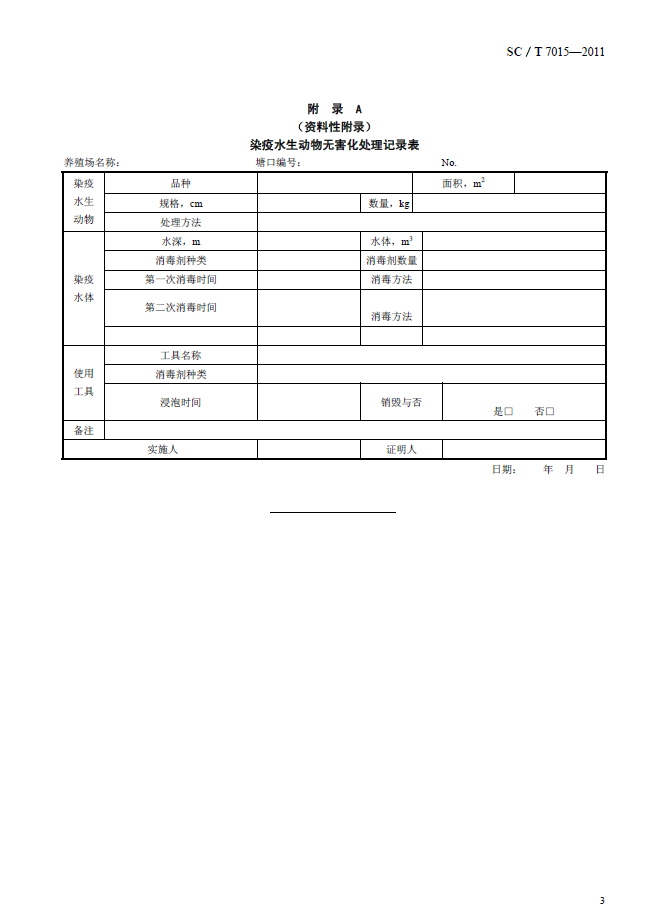 SC／T 7015—2011
附 录 A
（资料性附录）
染疫水生动物无害化处理记录表
养殖场名称： 塘口编号： No.
染疫水生动物 品种 面积，m²
规格，cm 数量，kg
处理方法
染疫水体 水深，m 水体，m³
消毒剂种类 消毒剂数量
第一次消毒时间 消毒方法
第二次消毒时间 消毒方法
使用工具 工具名称
消毒剂种类
浸泡时间 销毁与否 是□ 否□
备注
实施人 证明人
日期： 年 月 日
3